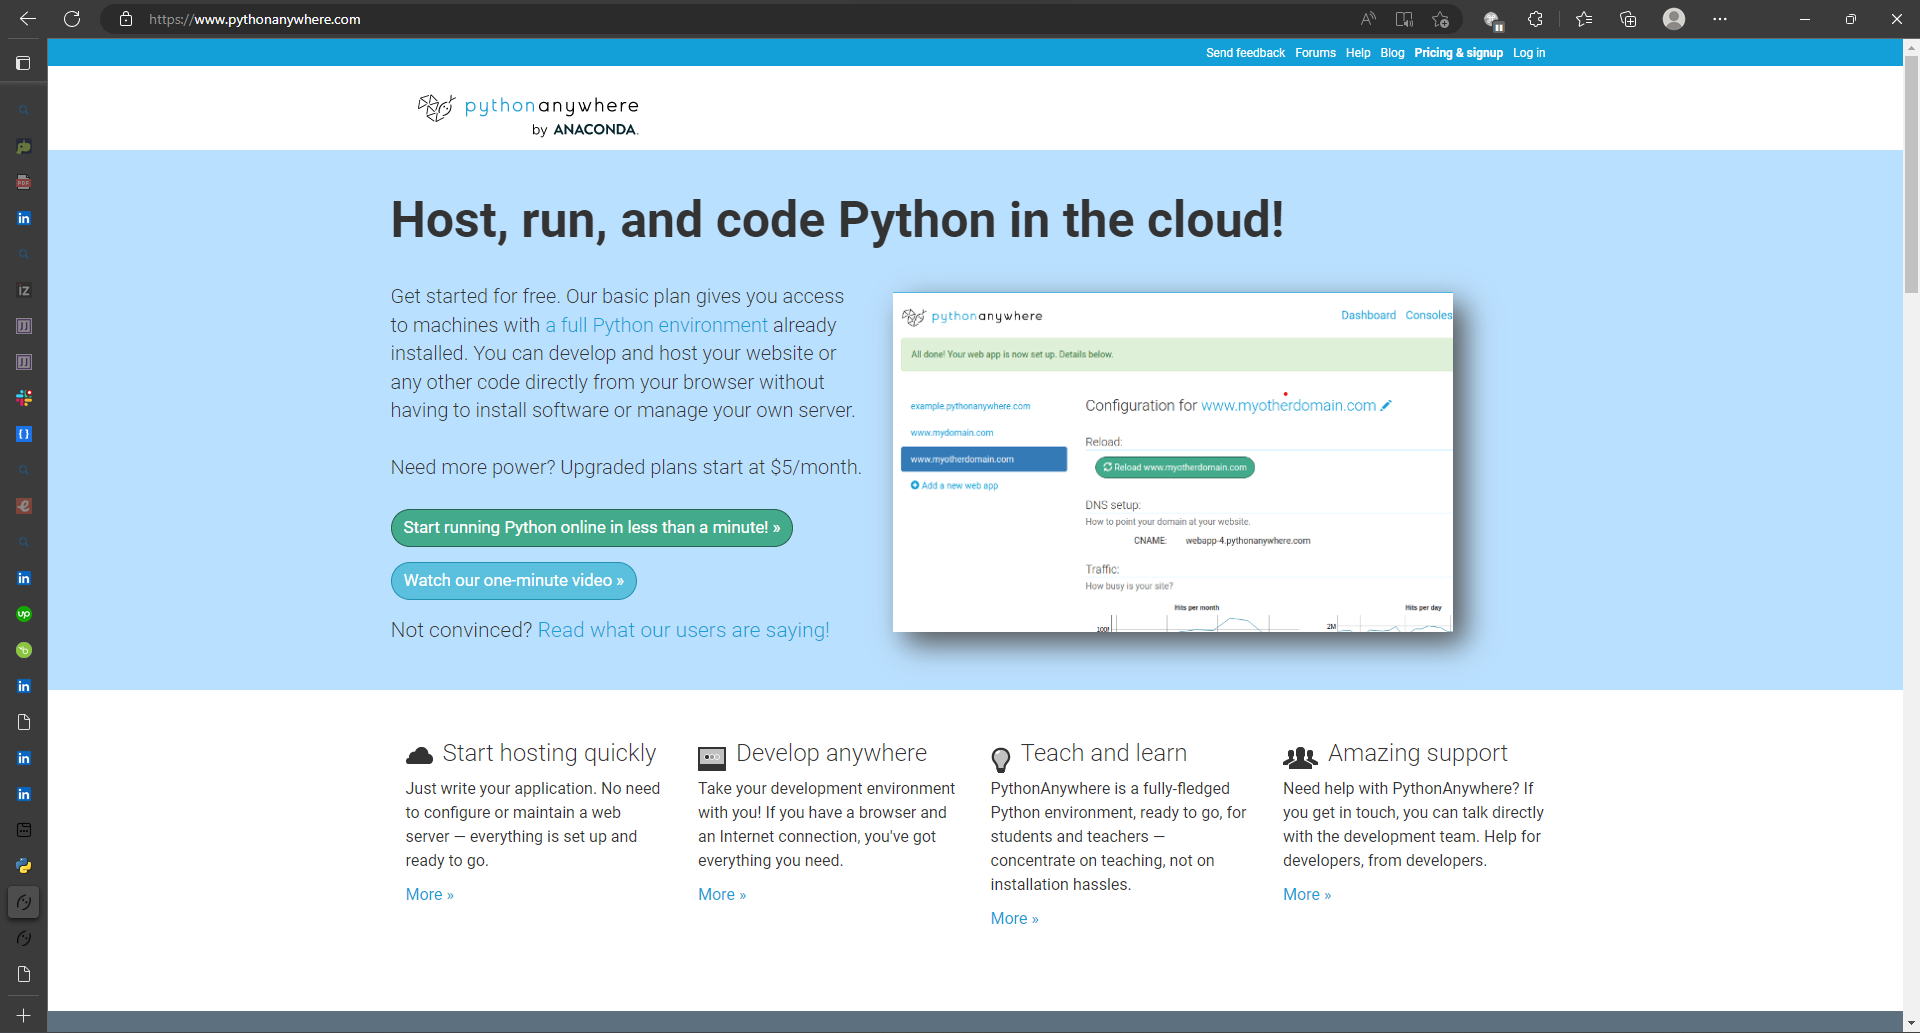 https://www.pythonanywhere.com
Send feedback Forums Help Blog Pricing & signup Log in
pythonanywhere
by ANACONDA.
Host, run, and code Python in the cloud!
Get started for free. Our basic plan gives you access
to machines with a full Python environment already
installed. You can develop and host your website or
any other code directly from your browser without
having to install software or manage your own server.
Need more power? Upgraded plans start at $5/month.
Start running Python online in less than a minute! »
Watch our one-minute video »
Not convinced? Read what our users are saying!
pythonanywhere
Dashboard Consoles
All done! Your web app is now set up. Details below.
example.pythonanywhere.com
www.mydomain.com
www.myotherdomain.com
Add a new web app
Configuration for www.myotherdomain.com
Reload:
Reload www.myotherdomain.com
DNS setup:
How to point your domain at your website.
CNAME: webapp-4.pythonanywhere.com
Traffic:
How busy is your site?
Hits per month
Hits per day
2M
Start hosting quickly
Just write your application. No need
to configure or maintain a web
server — everything is set up and
ready to go.
More »
Develop anywhere
Take your development environment
with you! If you have a browser and
an Internet connection, you've got
everything you need.
More »
Teach and learn
PythonAnywhere is a fully-fledged
Python environment, ready to go, for
students and teachers —
concentrate on teaching, not on
installation hassles.
More »
Amazing support
Need help with PythonAnywhere? If
you get in touch, you can talk directly
with the development team. Help for
developers, from developers.
More »